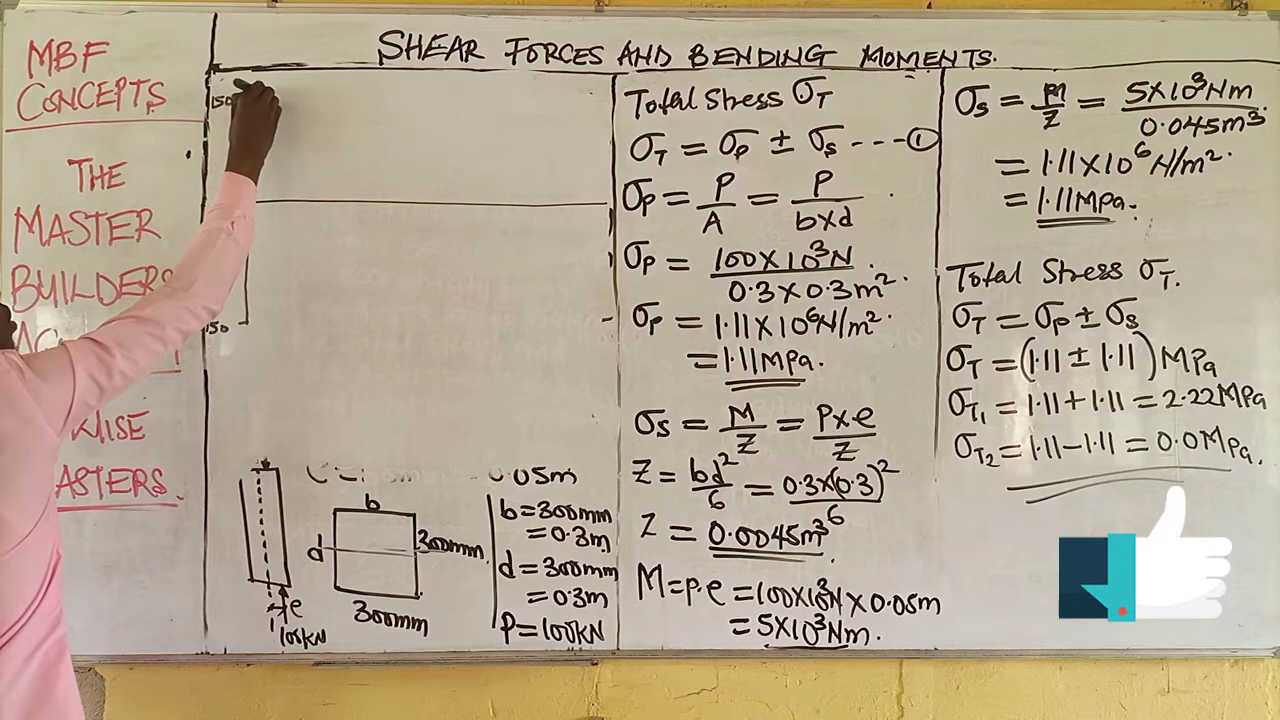 SHEAR FORCES AND BENDING MOMENTS.
MBF
CONCEPTS
THE
MASTER
BUILDERS
WISE
ASTERS.
150
150
0.05m
b
d
300mm
300mm
e
100kN
b = 300mm
= 0.3m
d = 300mm
= 0.3m
P = 100kN
Total Stress σT
σT = σp ± σs ---①
σp = P/A = P/(b×d)
σp = 100×10³N/(0.3×0.3m²)
σp = 1.11×10⁶N/m².
= 1.11MPa.
σs = M/Z = P×e/Z
Z = bd²/6 = 0.3×(0.3)²/6
Z = 0.0045m³
M = p.e = 100×10³N×0.05m
= 5×10³Nm.
σs = M/Z = 5×10³Nm/0.045m³
= 1.11×10⁶N/m².
= 1.11MPa.
Total Stress σT.
σT = σp ± σs
σT = (1.11 ± 1.11)MPa
σT₁ = 1.11+1.11 = 2.22MPa
σT₂ = 1.11-1.11 = 0.0MPa.